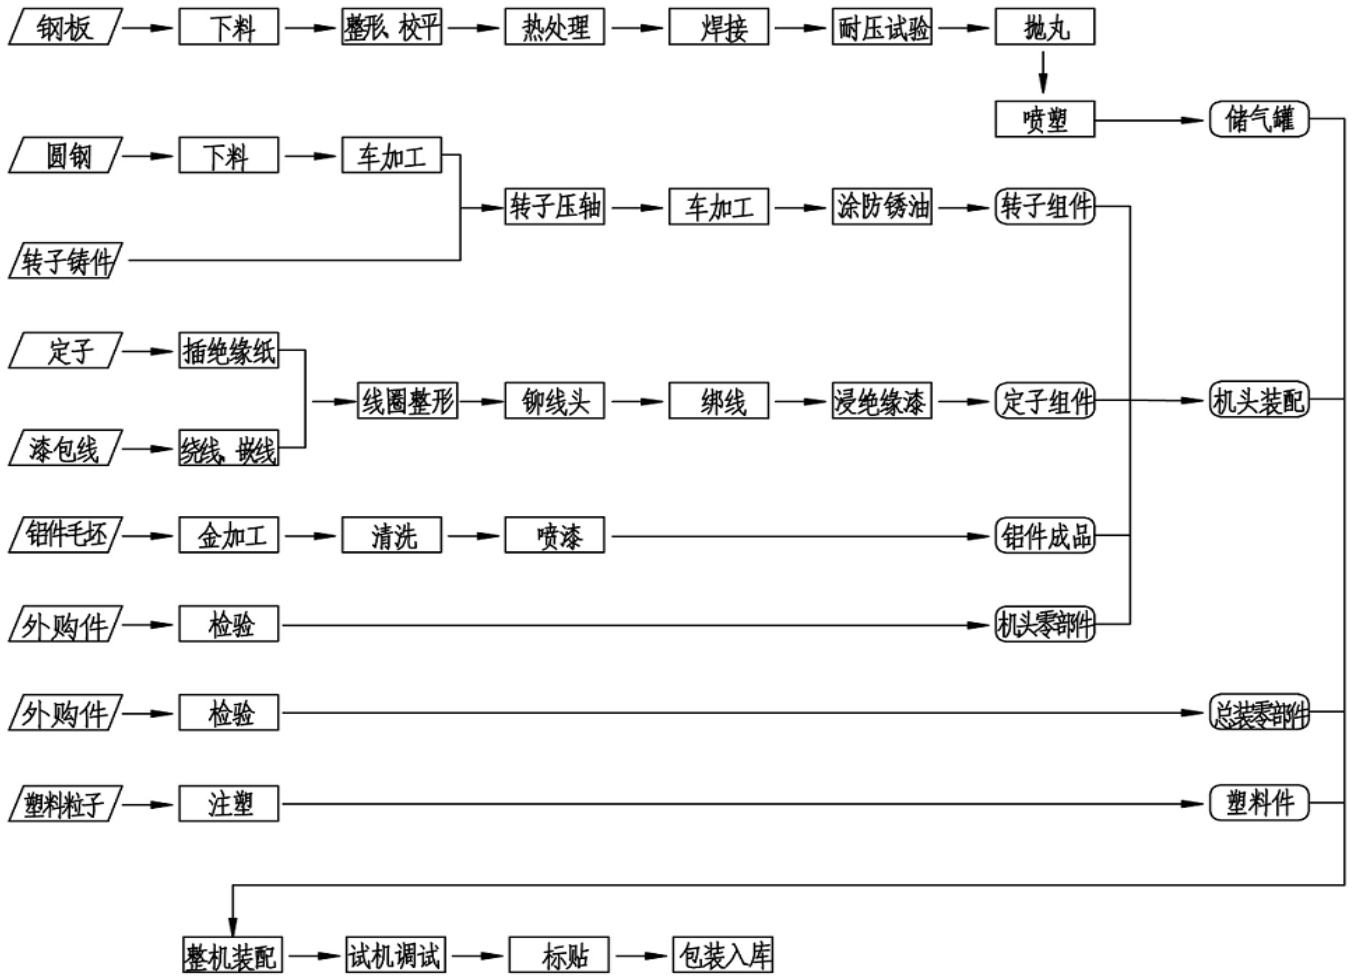 钢板 下料 整形、校平 热处理 焊接 耐压试验 抛丸
喷塑 储气罐
圆钢 下料 车加工
转子压轴 车加工 涂防锈油 转子组件
转子铸件
定子 插绝缘纸
线圈整形 铆线头 绑线 浸绝缘漆 定子组件 机头装配
漆包线 绕线、嵌线
铝件毛坯 金加工 清洗 喷漆 铝件成品
外购件 检验 机头零部件
外购件 检验 总装零部件
塑料粒子 注塑 塑料件
整机装配 试机调试 标贴 包装入库